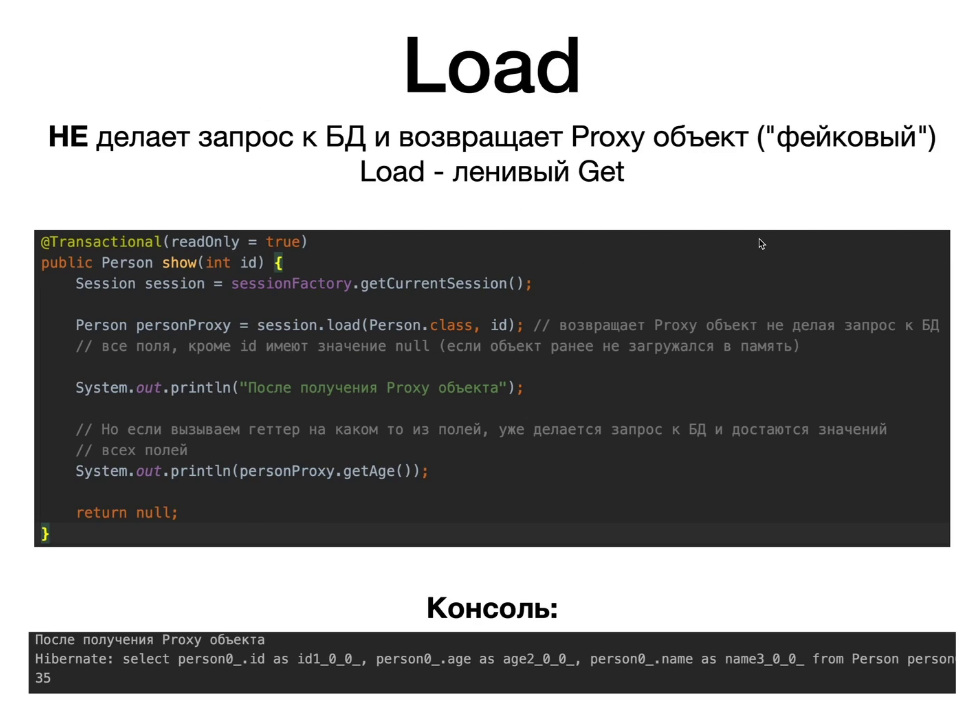 Load
НЕ делает запрос к БД и возвращает Proxy объект ("фейковый")
Load - ленивый Get
@Transactional(readOnly = true)
public Person show(int id) {
Session session = sessionFactory.getCurrentSession();
Person personProxy = session.load(Person.class, id); // возвращает Proxy объект не делая запрос к БД
// все поля, кроме id имеют значение null (если объект ранее не загружался в память)
System.out.println("После получения Proxy объекта");
// Но если вызываем геттер на каком то из полей, уже делается запрос к БД и достаются значений
// всех полей
System.out.println(personProxy.getAge());
return null;
}
Консоль:
После получения Proxy объекта
Hibernate: select person0_.id as id1_0_0_, person0_.age as age2_0_0_, person0_.name as name3_0_0_ from Person person
35